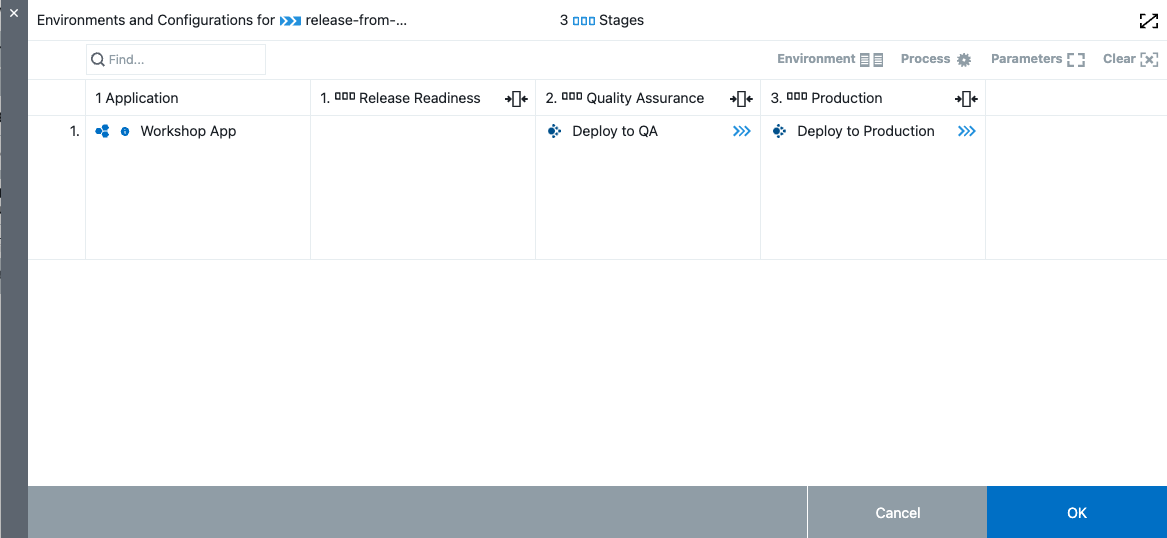 Environments and Configurations for release-from-... 3 Stages
Find... Environment Process Parameters Clear
1 Application 1. Release Readiness 2. Quality Assurance 3. Production
1. Workshop App Deploy to QA Deploy to Production
Cancel OK